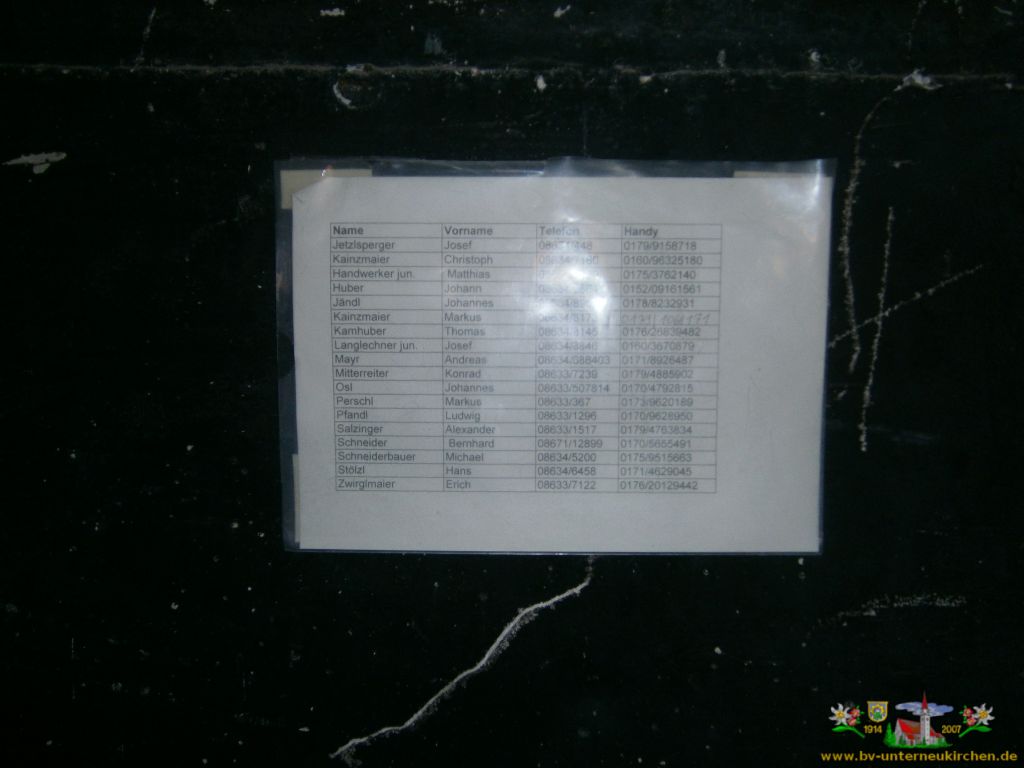 Name Vorname Telefon Handy
Jetzlsperger Josef 0179/9158718
Kainzmaier Christoph 0160/96325180
Handwerker jun. Matthias 0175/3762140
Huber Johann 0152/09161561
Jändl Johannes 0178/8232931
Kainzmaier Markus
Kamhuber Thomas 0176/26839482
Langlechner jun. Josef 0160/3670879
Mayr Andreas 08634/688403 0171/8926487
Mitterreiter Konrad 08633/7239 0179/4885902
Osl Johannes 08633/507814 0170/4792815
Perschl Markus 08633/367 0173/9620189
Pfandl Ludwig 08633/1296 0170/9628950
Salzinger Alexander 08633/1517 0179/4763834
Schneider Bernhard 08671/12899 0170/5655491
Schneiderbauer Michael 08634/5200 0175/9515663
Stölzl Hans 08634/6458 0171/4629045
Zwirglmaier Erich 08633/7122 0176/20129442
1914 2007
www.bv-unterneukirchen.de